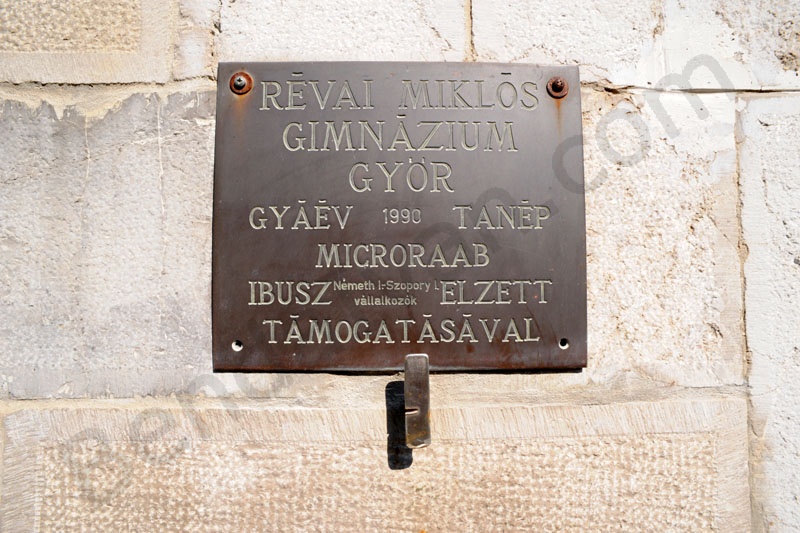 RÉVAI MIKLÓS
GIMNÁZIUM
GYŐR
GYÁÉV 1990 TANÉP
MICRORAAB
IBUSZ Németh I.-Szopory I. vállalkozók ELZETT
TÁMOGATÁSÁVAL